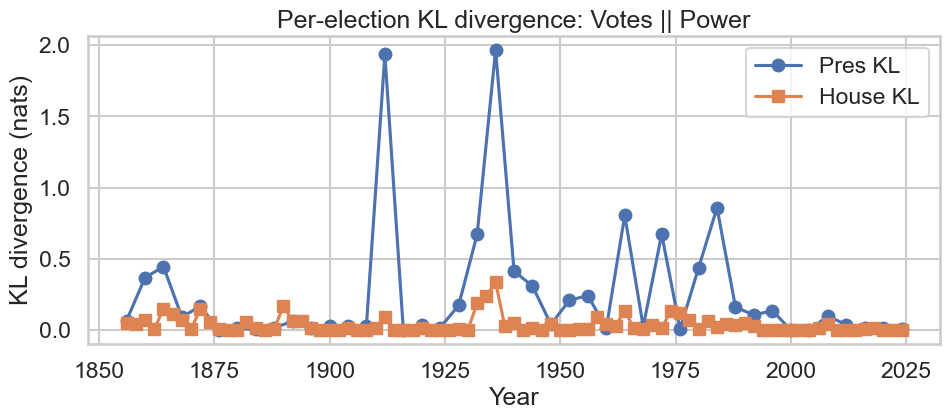 Per-election KL divergence: Votes || Power
KL divergence (nats)
2.0
1.5
1.0
0.5
0.0
Pres KL
House KL
1850
1875
1900
1925
1950
1975
2000
2025
Year